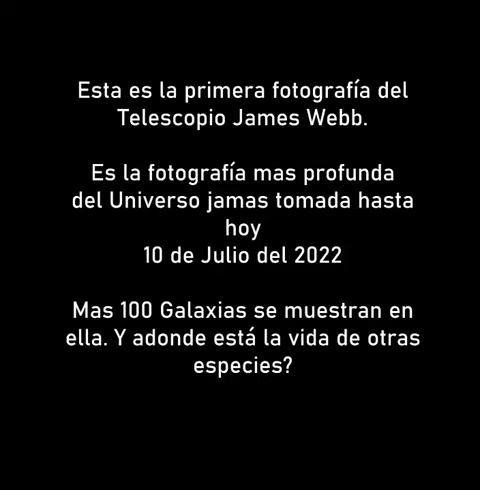 Esta es la primera fotografía del
Telescopio James Webb.
Es la fotografía mas profunda
del Universo jamas tomada hasta
hoy
10 de Julio del 2022
Mas 100 Galaxias se muestran en
ella. Y adonde está la vida de otras
especies?